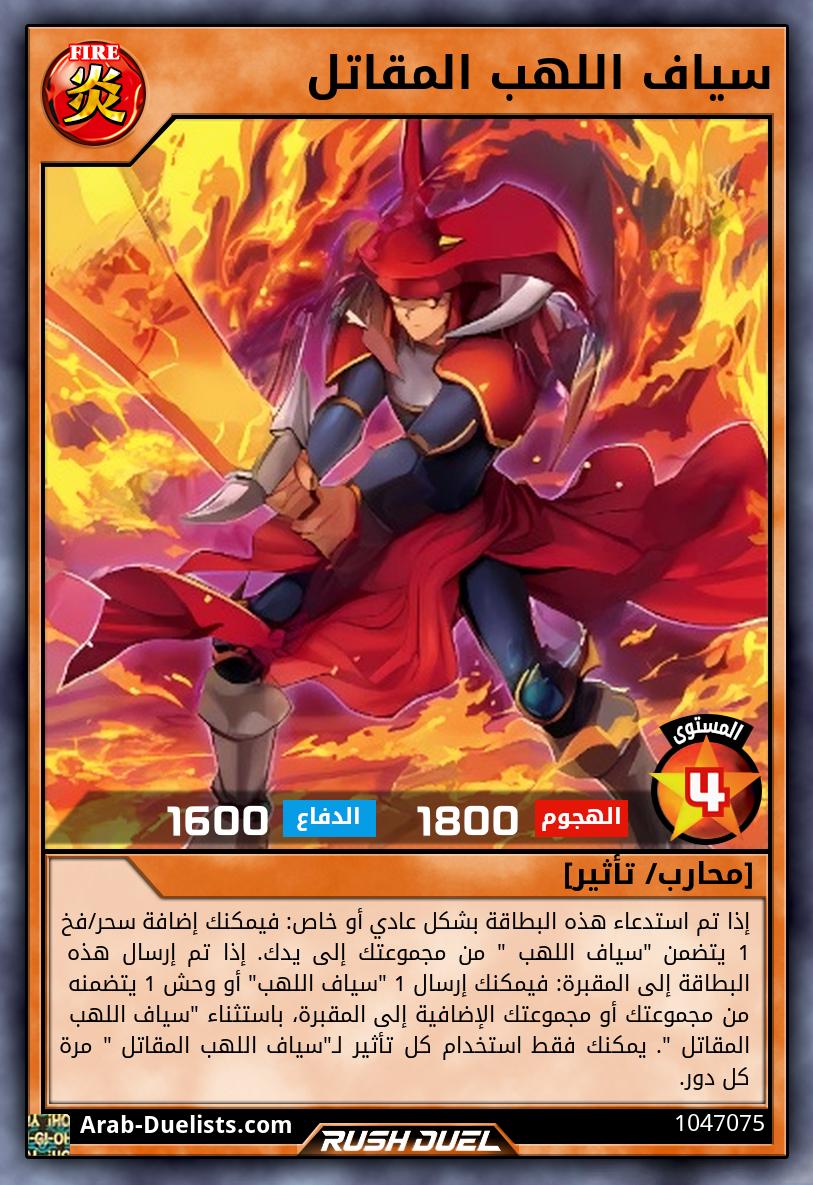 سياف اللهب المقاتل
FIRE
炎
المستوى
4
الهجوم 1800 الدفاع 1600
[محارب/ تأثير]
إذا تم استدعاء هذه البطاقة بشكل عادي أو خاص: فيمكنك إضافة سحر/فخ
1 يتضمن "سياف اللهب " من مجموعتك إلى يدك. إذا تم إرسال هذه
البطاقة إلى المقبرة: فيمكنك إرسال 1 "سياف اللهب" أو وحش 1 يتضمنه
من مجموعتك أو مجموعتك الإضافية إلى المقبرة، باستثناء "سياف اللهب
المقاتل ". يمكنك فقط استخدام كل تأثير لـ"سياف اللهب المقاتل " مرة
كل دور.
Arab-Duelists.com
RUSH DUEL
1047075